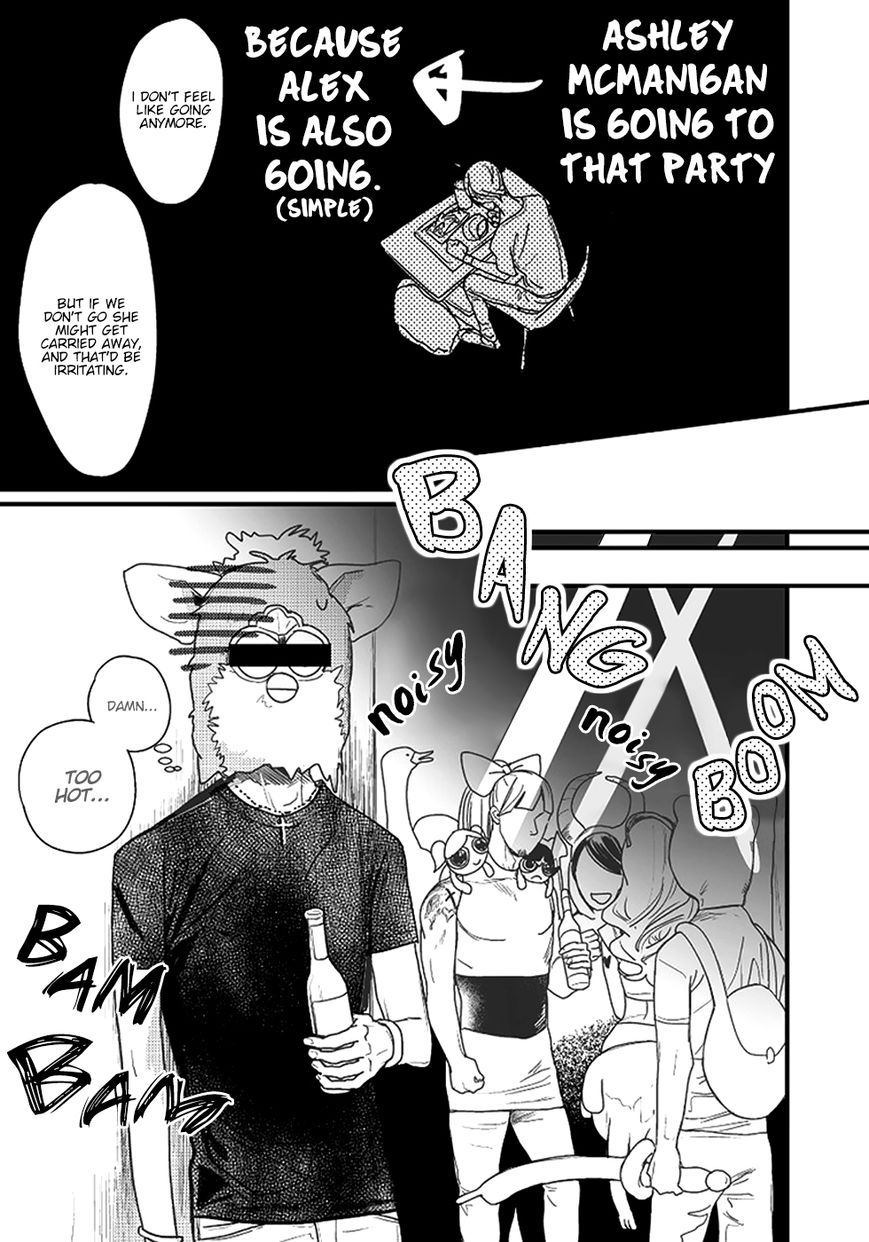 ASHLEY
MCMANIGAN
IS GOING TO
THAT PARTY
BECAUSE
ALEX
IS ALSO
GOING.
(SIMPLE)
I DON'T FEEL
LIKE GOING
ANYMORE.
BUT IF WE
DON'T GO SHE
MIGHT GET
CARRIED AWAY,
AND THAT'D BE
IRRITATING.
BANG
BOOM
noisy
noisy
DAMN...
TOO
HOT...
BAM
BAM